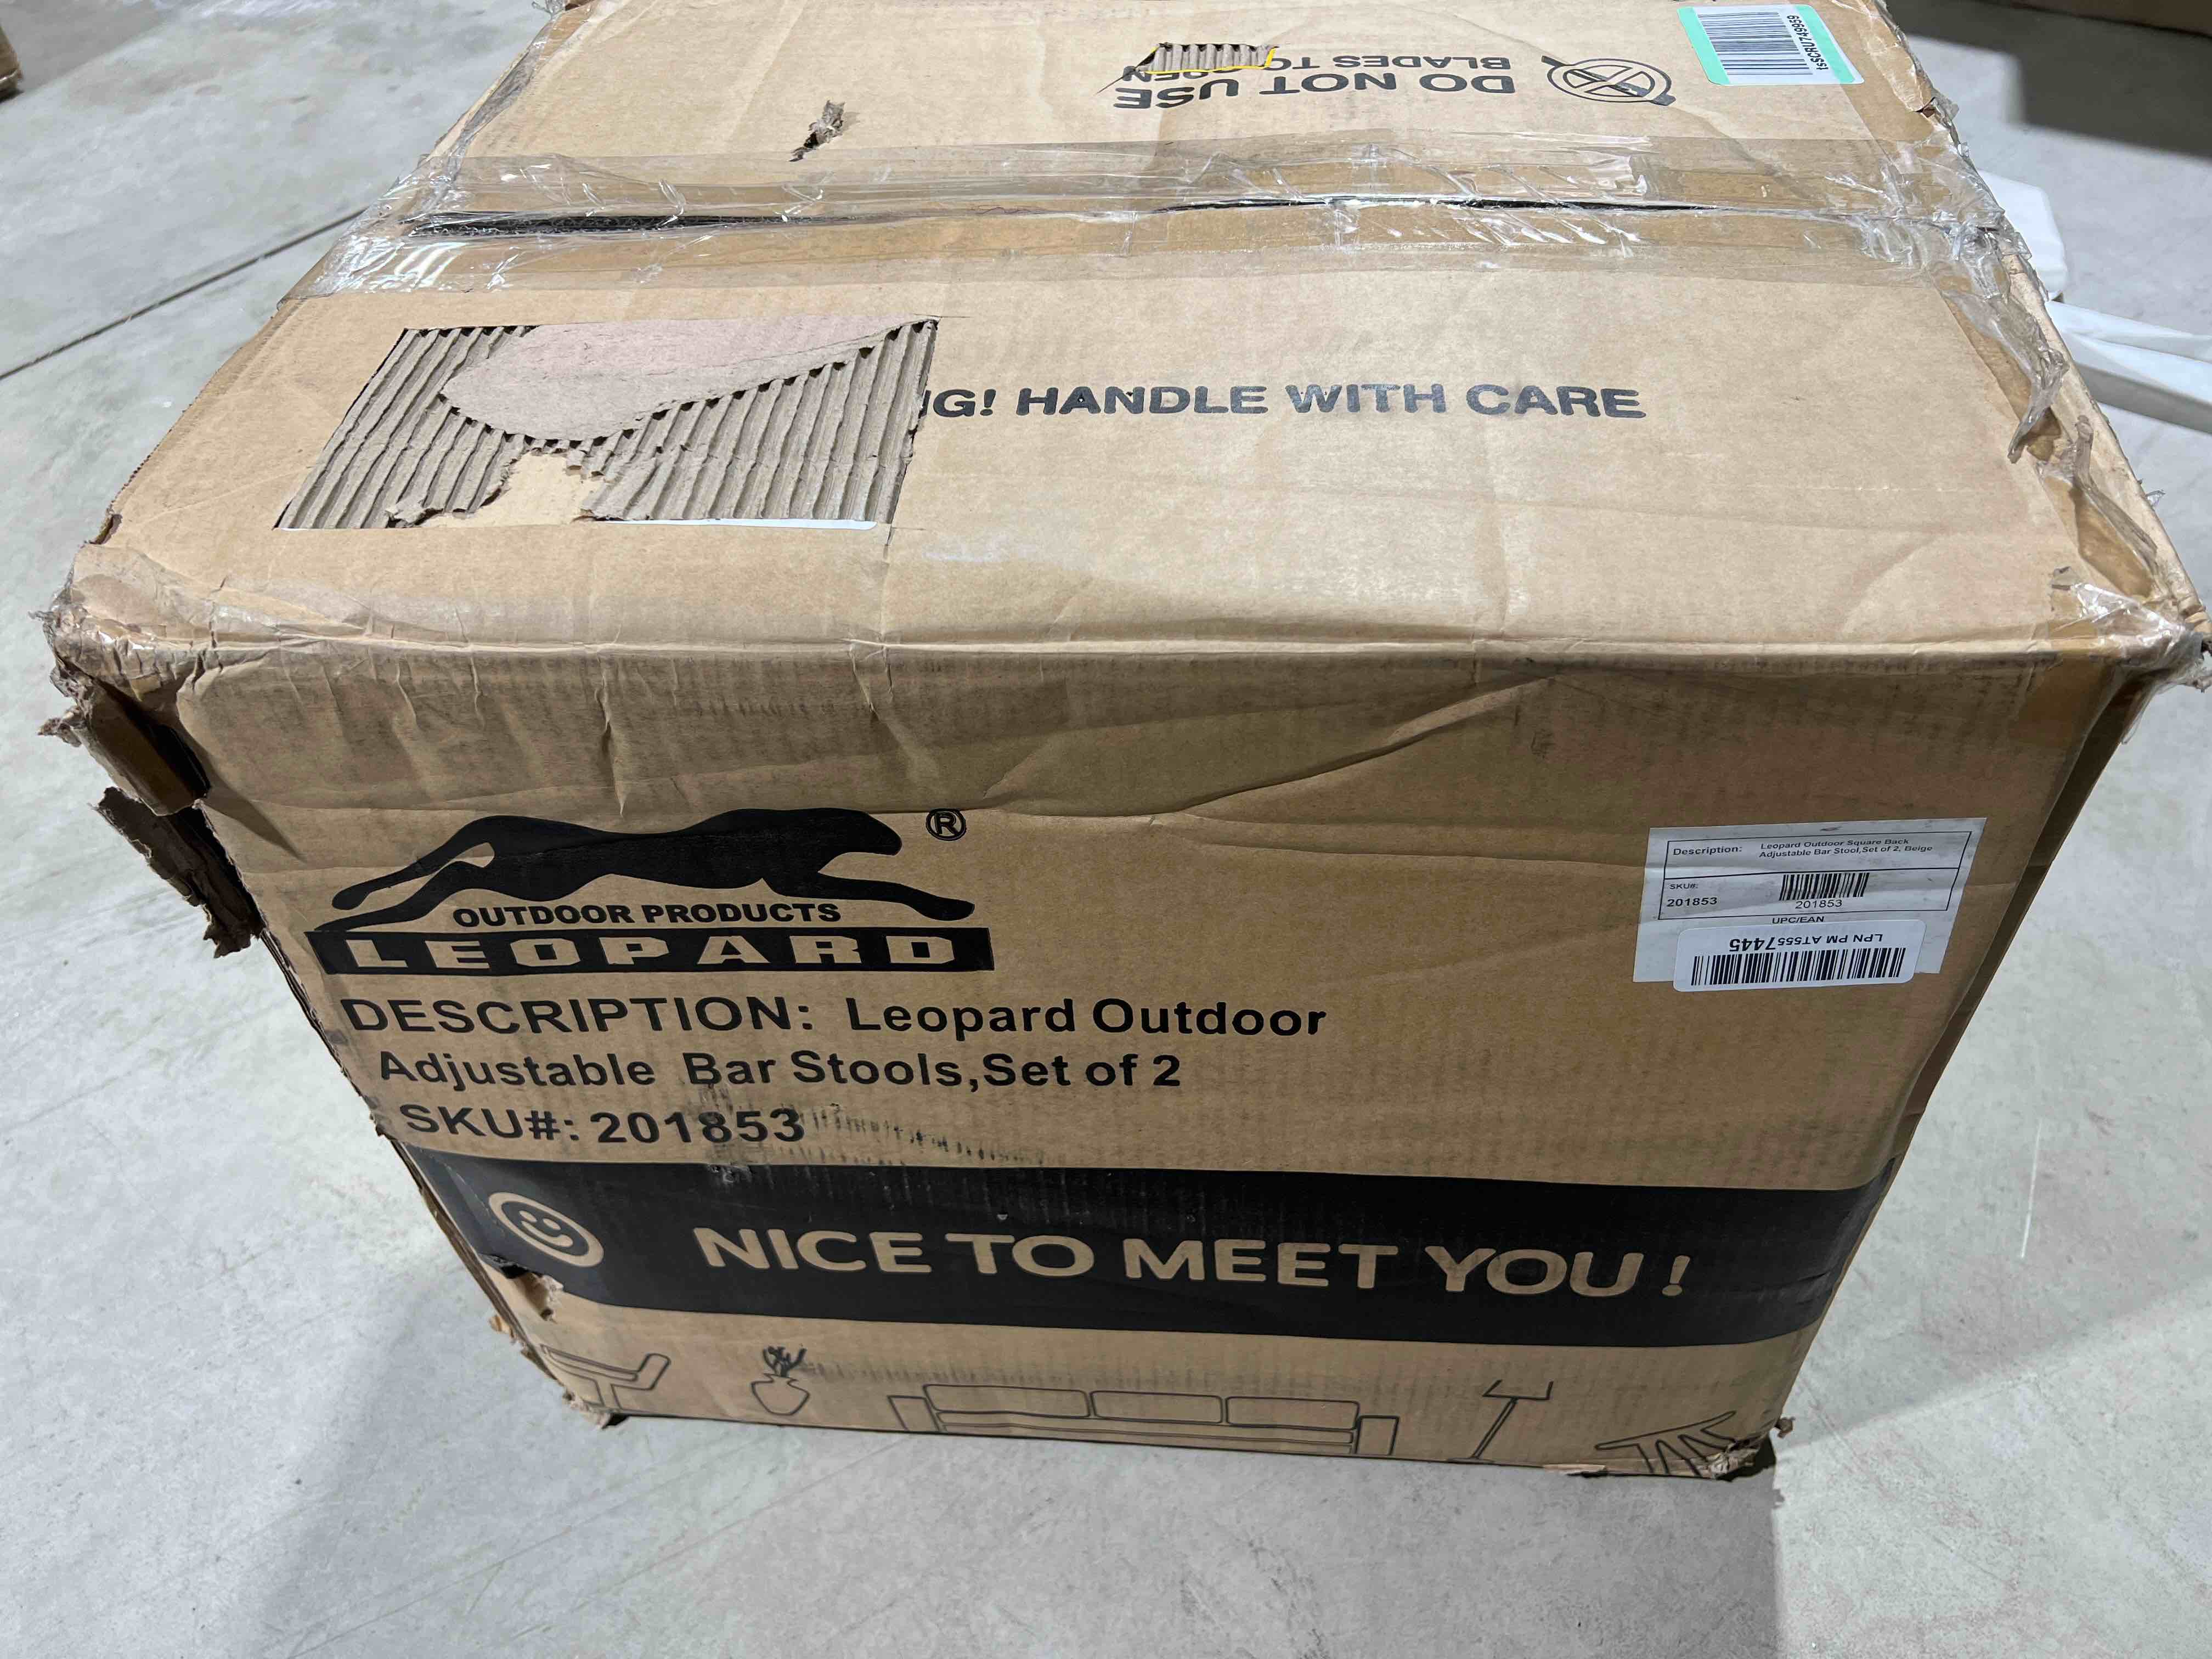 DO NOT USE
BLADES TO OPEN
tsSCRU749959
G! HANDLE WITH CARE
®
OUTDOOR PRODUCTS
LEOPARD
DESCRIPTION: Leopard Outdoor
Adjustable Bar Stools,Set of 2
SKU#: 201853
Description: Leopard Outdoor Square Back
Adjustable Bar Stool,Set of 2, Beige
SKU#:
201853
201853
UPC/EAN
LPN PM AT5557445
NICE TO MEET YOU!